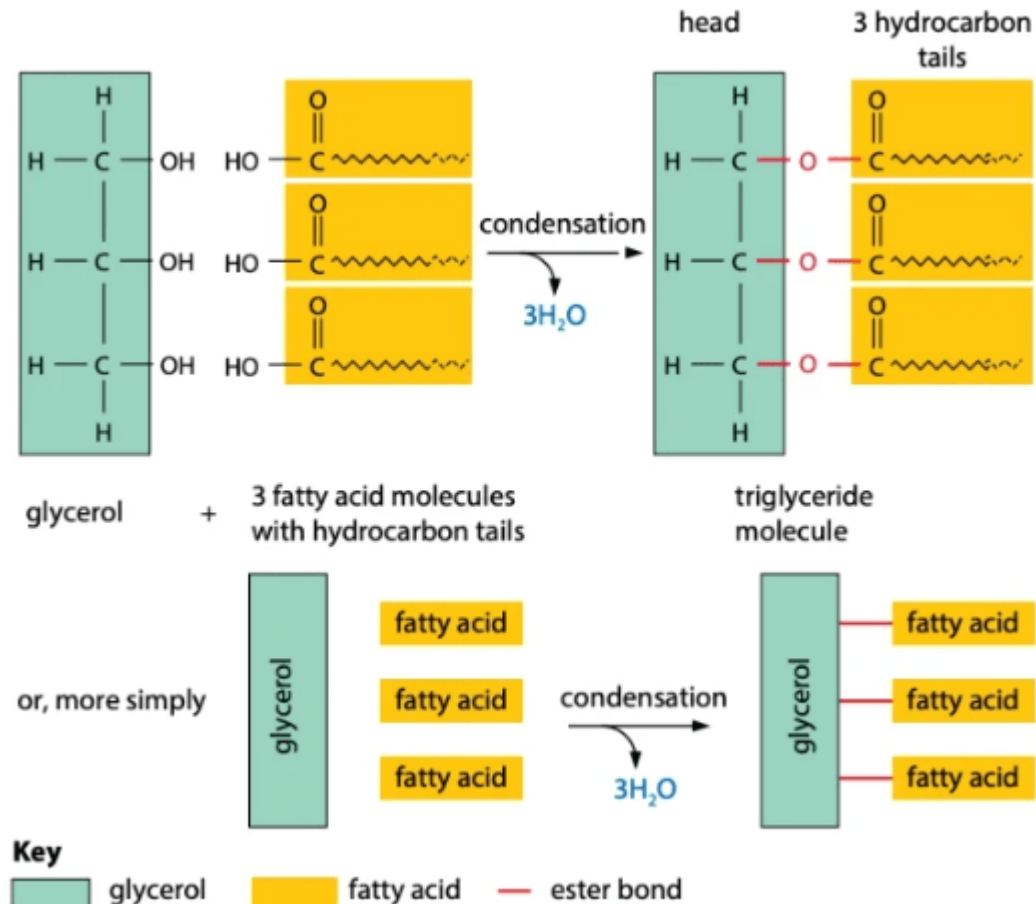 head 3 hydrocarbon
tails
H O H O
H — C — OH HO — C H — C — O — C
O O
H — C — OH HO — C condensation H — C — O — C
3H₂O
O O
H — C — OH HO — C H — C — O — C
H H
glycerol + 3 fatty acid molecules
with hydrocarbon tails
triglyceride
molecule
or, more simply
glycerol
fatty acid
fatty acid
fatty acid
condensation
3H₂O
glycerol
fatty acid
fatty acid
fatty acid
Key
glycerol fatty acid ester bond